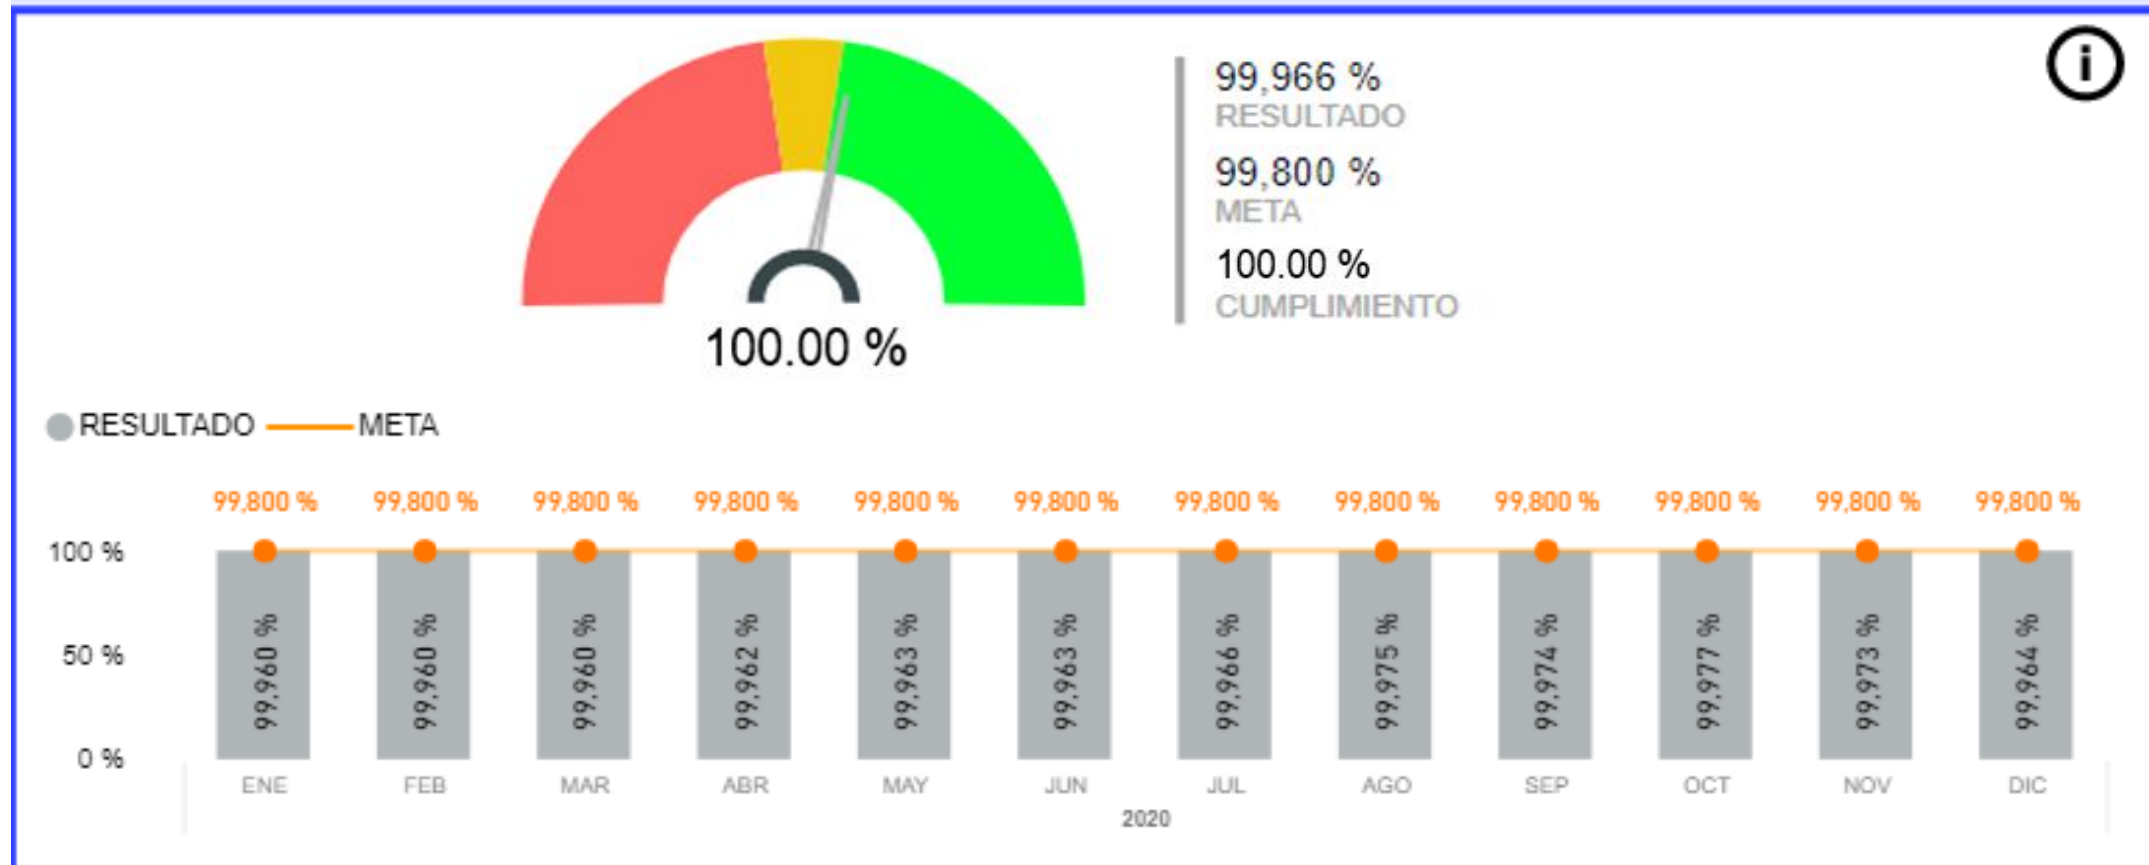 i
99,966 %
RESULTADO
99,800 %
META
100.00 %
CUMPLIMIENTO
100.00 %
RESULTADO META
99,800 % 99,800 % 99,800 % 99,800 % 99,800 % 99,800 % 99,800 % 99,800 % 99,800 % 99,800 % 99,800 % 99,800 %
100 %
50 %
0 %
99,960 % 99,960 % 99,960 % 99,962 % 99,963 % 99,963 % 99,966 % 99,975 % 99,974 % 99,977 % 99,973 % 99,964 %
ENE FEB MAR ABR MAY JUN JUL AGO SEP OCT NOV DIC
2020